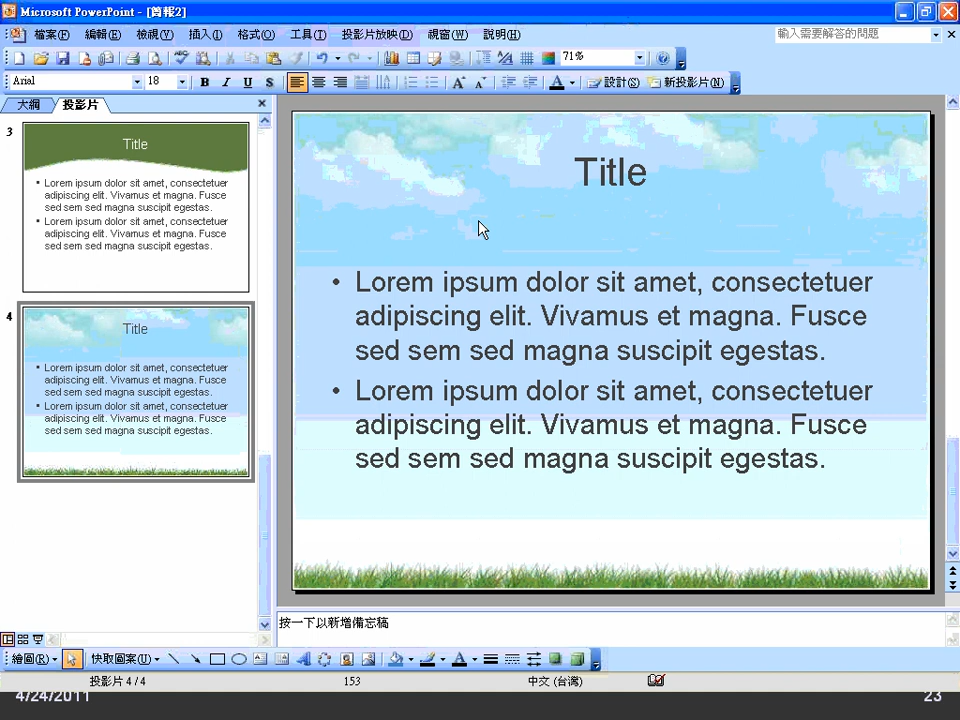 Microsoft PowerPoint - [簡報2]
檔案(F) 編輯(E) 檢視(V) 插入(I) 格式(O) 工具(T) 投影片放映(D) 視窗(W) 說明(H) 輸入需要解答的問題
71%
Arial 18 B I U S A A A 設計(S) 新投影片(N)
大綱 投影片
3
Title
• Lorem ipsum dolor sit amet, consectetuer
adipiscing elit. Vivamus et magna. Fusce
sed sem sed magna suscipit egestas.
• Lorem ipsum dolor sit amet, consectetuer
adipiscing elit. Vivamus et magna. Fusce
sed sem sed magna suscipit egestas.
4
Title
• Lorem ipsum dolor sit amet, consectetuer
adipiscing elit. Vivamus et magna. Fusce
sed sem sed magna suscipit egestas.
• Lorem ipsum dolor sit amet, consectetuer
adipiscing elit. Vivamus et magna. Fusce
sed sem sed magna suscipit egestas.
Title
• Lorem ipsum dolor sit amet, consectetuer
adipiscing elit. Vivamus et magna. Fusce
sed sem sed magna suscipit egestas.
• Lorem ipsum dolor sit amet, consectetuer
adipiscing elit. Vivamus et magna. Fusce
sed sem sed magna suscipit egestas.
按一下以新增備忘稿
繪圖(R) 快取圖案(U)
投影片 4 / 4 153 中文 (台灣)
4/24/2011 23